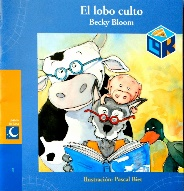 El lobo culto
Becky Bloom
Ilustración: Pascal Biet